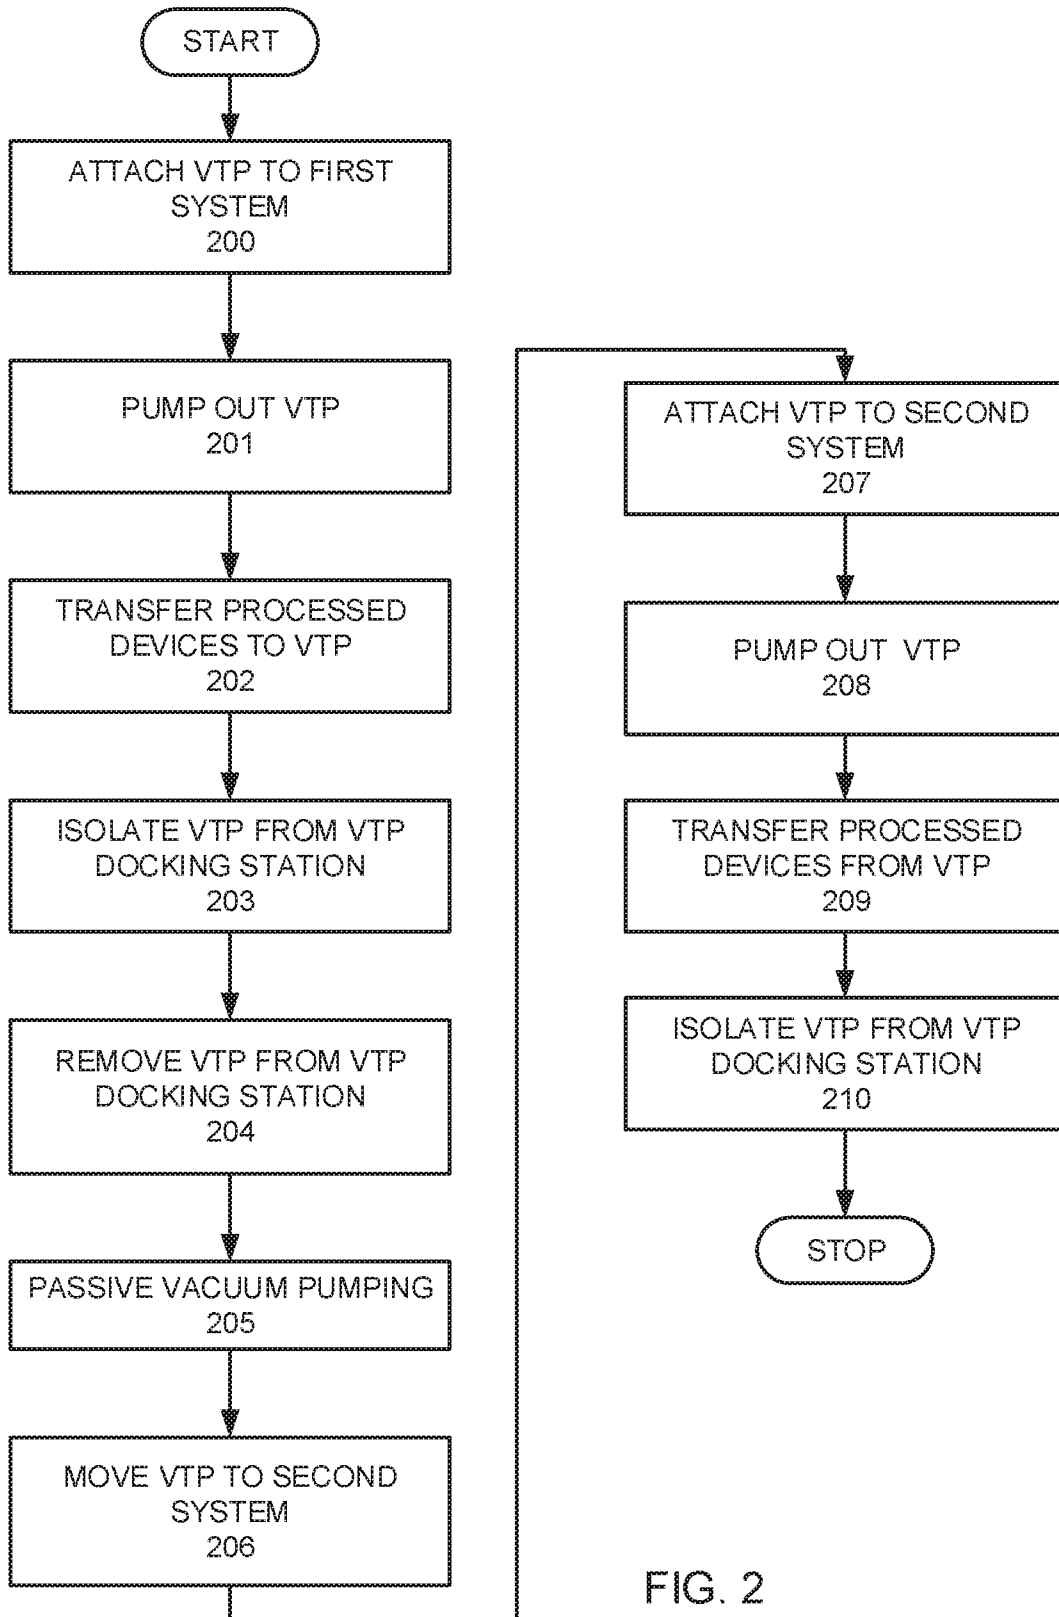 START
ATTACH VTP TO FIRST
SYSTEM
200
PUMP OUT VTP
201
TRANSFER PROCESSED
DEVICES TO VTP
202
ISOLATE VTP FROM VTP
DOCKING STATION
203
REMOVE VTP FROM VTP
DOCKING STATION
204
PASSIVE VACUUM PUMPING
205
MOVE VTP TO SECOND
SYSTEM
206
ATTACH VTP TO SECOND
SYSTEM
207
PUMP OUT VTP
208
TRANSFER PROCESSED
DEVICES FROM VTP
209
ISOLATE VTP FROM VTP
DOCKING STATION
210
STOP
FIG. 2